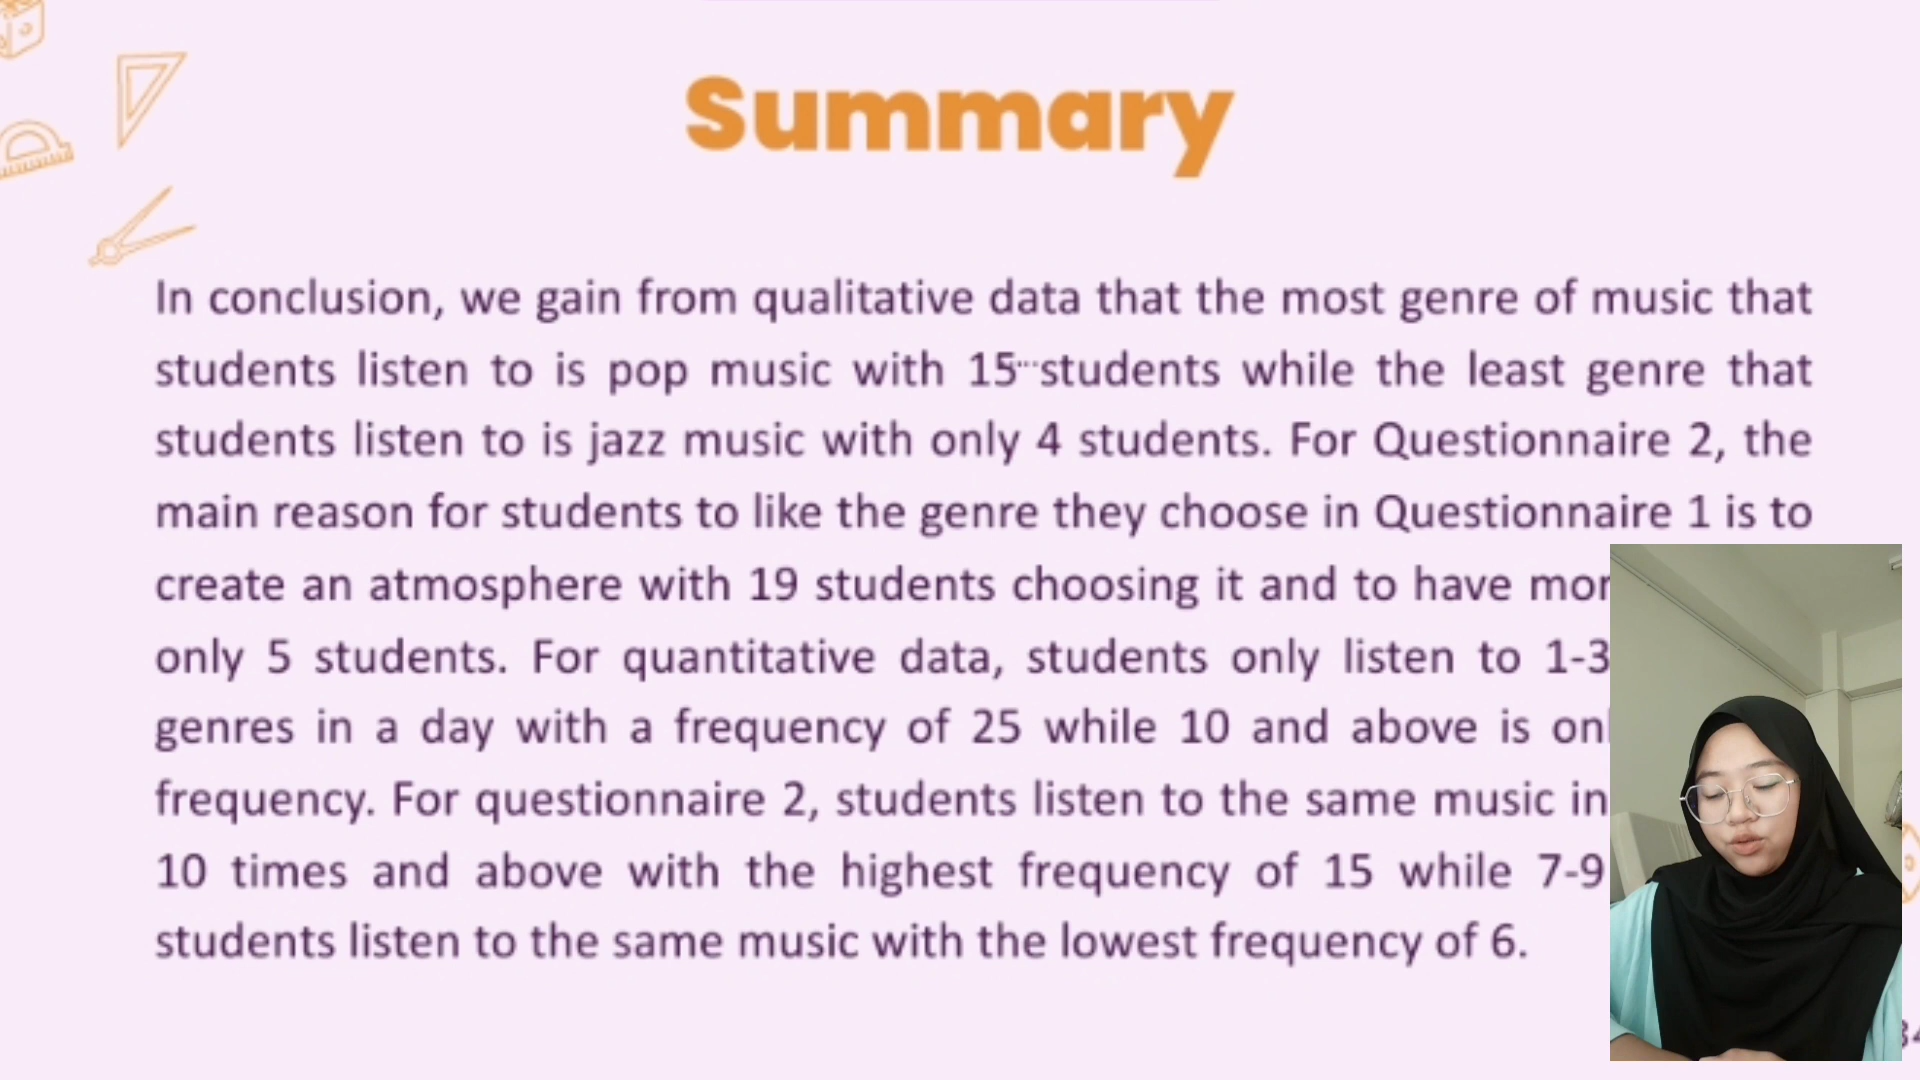 Summary
In conclusion, we gain from qualitative data that the most genre of music that
students listen to is pop music with 15 students while the least genre that
students listen to is jazz music with only 4 students. For Questionnaire 2, the
main reason for students to like the genre they choose in Questionnaire 1 is to
create an atmosphere with 19 students choosing it and to have
only 5 students. For quantitative data, students only listen to 1-3
genres in a day with a frequency of 25 while 10 and above is
frequency. For questionnaire 2, students listen to the same music in
10 times and above with the highest frequency of 15 while 7-9
students listen to the same music with the lowest frequency of 6.